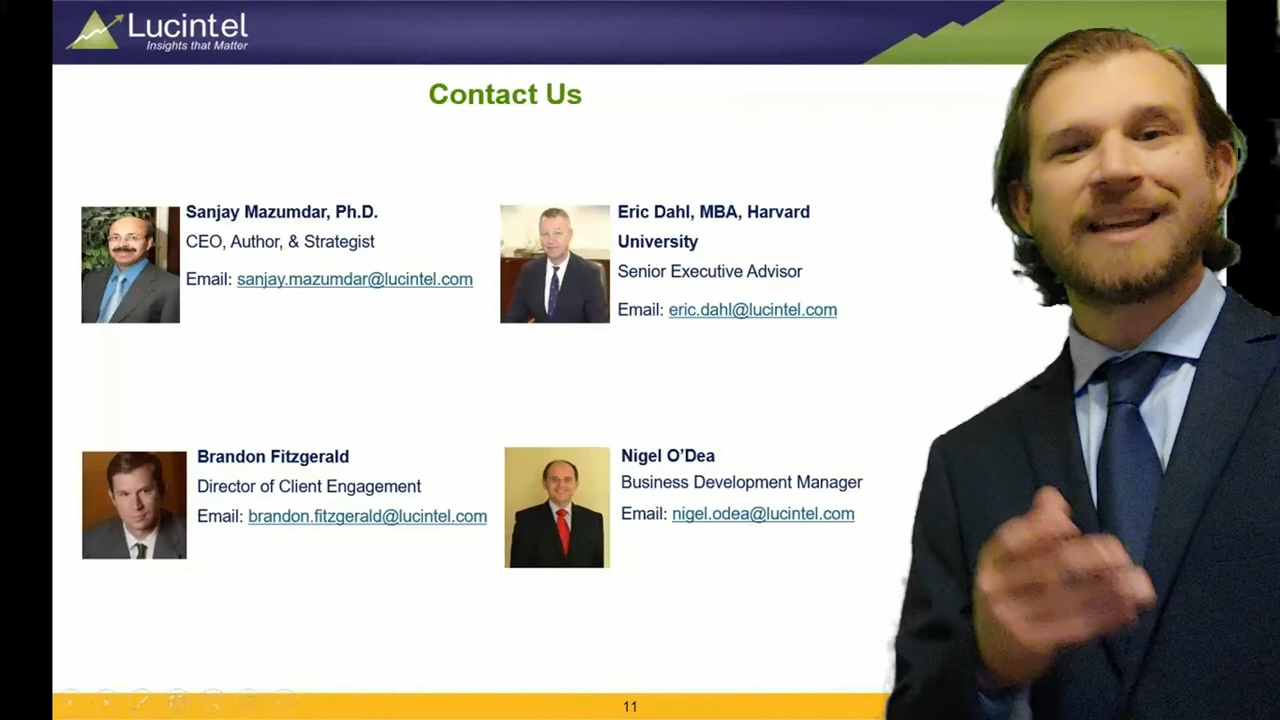 Lucintel
Insights that Matter
Contact Us
Sanjay Mazumdar, Ph.D.
CEO, Author, & Strategist
Email: sanjay.mazumdar@lucintel.com
Eric Dahl, MBA, Harvard
University
Senior Executive Advisor
Email: eric.dahl@lucintel.com
Brandon Fitzgerald
Director of Client Engagement
Email: brandon.fitzgerald@lucintel.com
Nigel O’Dea
Business Development Manager
Email: nigel.odea@lucintel.com
11